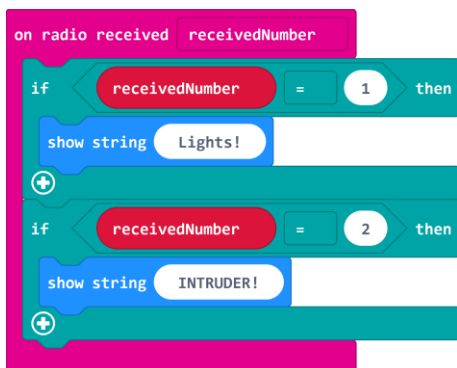 on radio received receivedNumber
if receivedNumber = 1 then
show string Lights!
if receivedNumber = 2 then
show string INTRUDER!